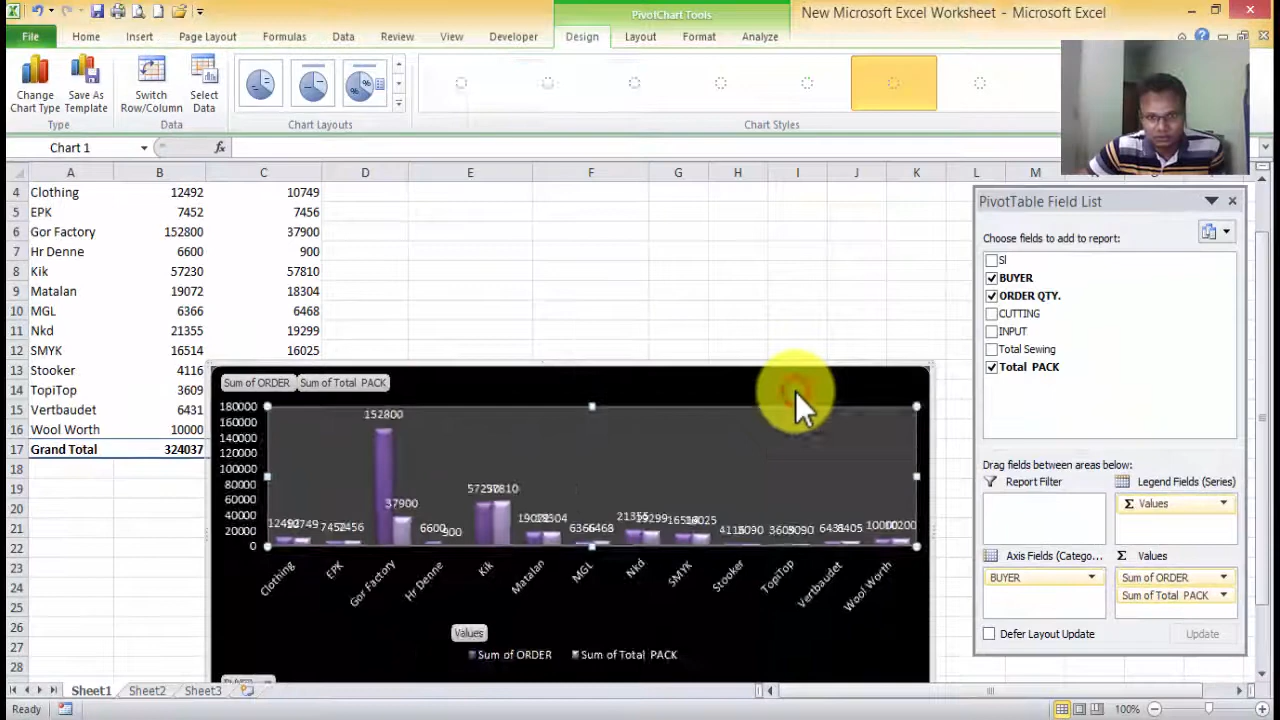 PivotChart Tools
New Microsoft Excel Worksheet - Microsoft Excel
File Home Insert Page Layout Formulas Data Review View Developer Design Layout Format Analyze
Change Chart Type
Save As Template
Switch Row/Column
Select Data
Type Data Chart Layouts Chart Styles
Chart 1 fx
A B C D E F G H I J K L M
4 Clothing 12492 10749
5 EPK 7452 7456
6 Gor Factory 152800 37900
7 Hr Denne 6600 900
8 Kik 57230 57810
9 Matalan 19072 18304
10 MGL 6366 6468
11 Nkd 21355 19299
12 SMYK 16514 16025
13 Stooker 4116
14 TopiTop 3609
15 Vertbaudet 6431
16 Wool Worth 10000
17 Grand Total 324037
18
19
20
21
22
23
24
25
26
27
28
Sum of ORDER Sum of Total PACK
180000
160000
140000
120000
100000
80000
60000
40000
20000
0
152800
37900
6600
900
57810
Clothing EPK Gor Factory Hr Denne Kik Matalan MGL Nkd SMYK Stooker TopiTop Vertbaudet Wool Worth
Values
Sum of ORDER Sum of Total PACK
PivotTable Field List
Choose fields to add to report:
Sl
BUYER
ORDER QTY.
CUTTING
INPUT
Total Sewing
Total PACK
Drag fields between areas below:
Report Filter Legend Fields (Series)
Σ Values
Axis Fields (Catego... Σ Values
BUYER Sum of ORDER
Sum of Total PACK
Defer Layout Update Update
Sheet1 Sheet2 Sheet3
Ready 100%